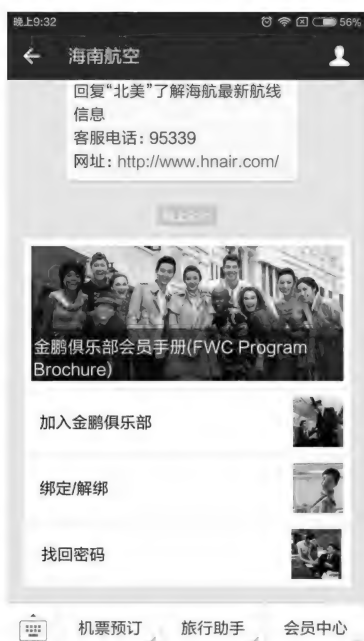 晚上9:32
56%
海南航空
回复“北美”了解海航最新航线
信息
客服电话：95339
网址：http://www.hnair.com/
金鹏俱乐部会员手册(FWC Program
Brochure)
加入金鹏俱乐部
绑定/解绑
找回密码
机票预订
旅行助手
会员中心